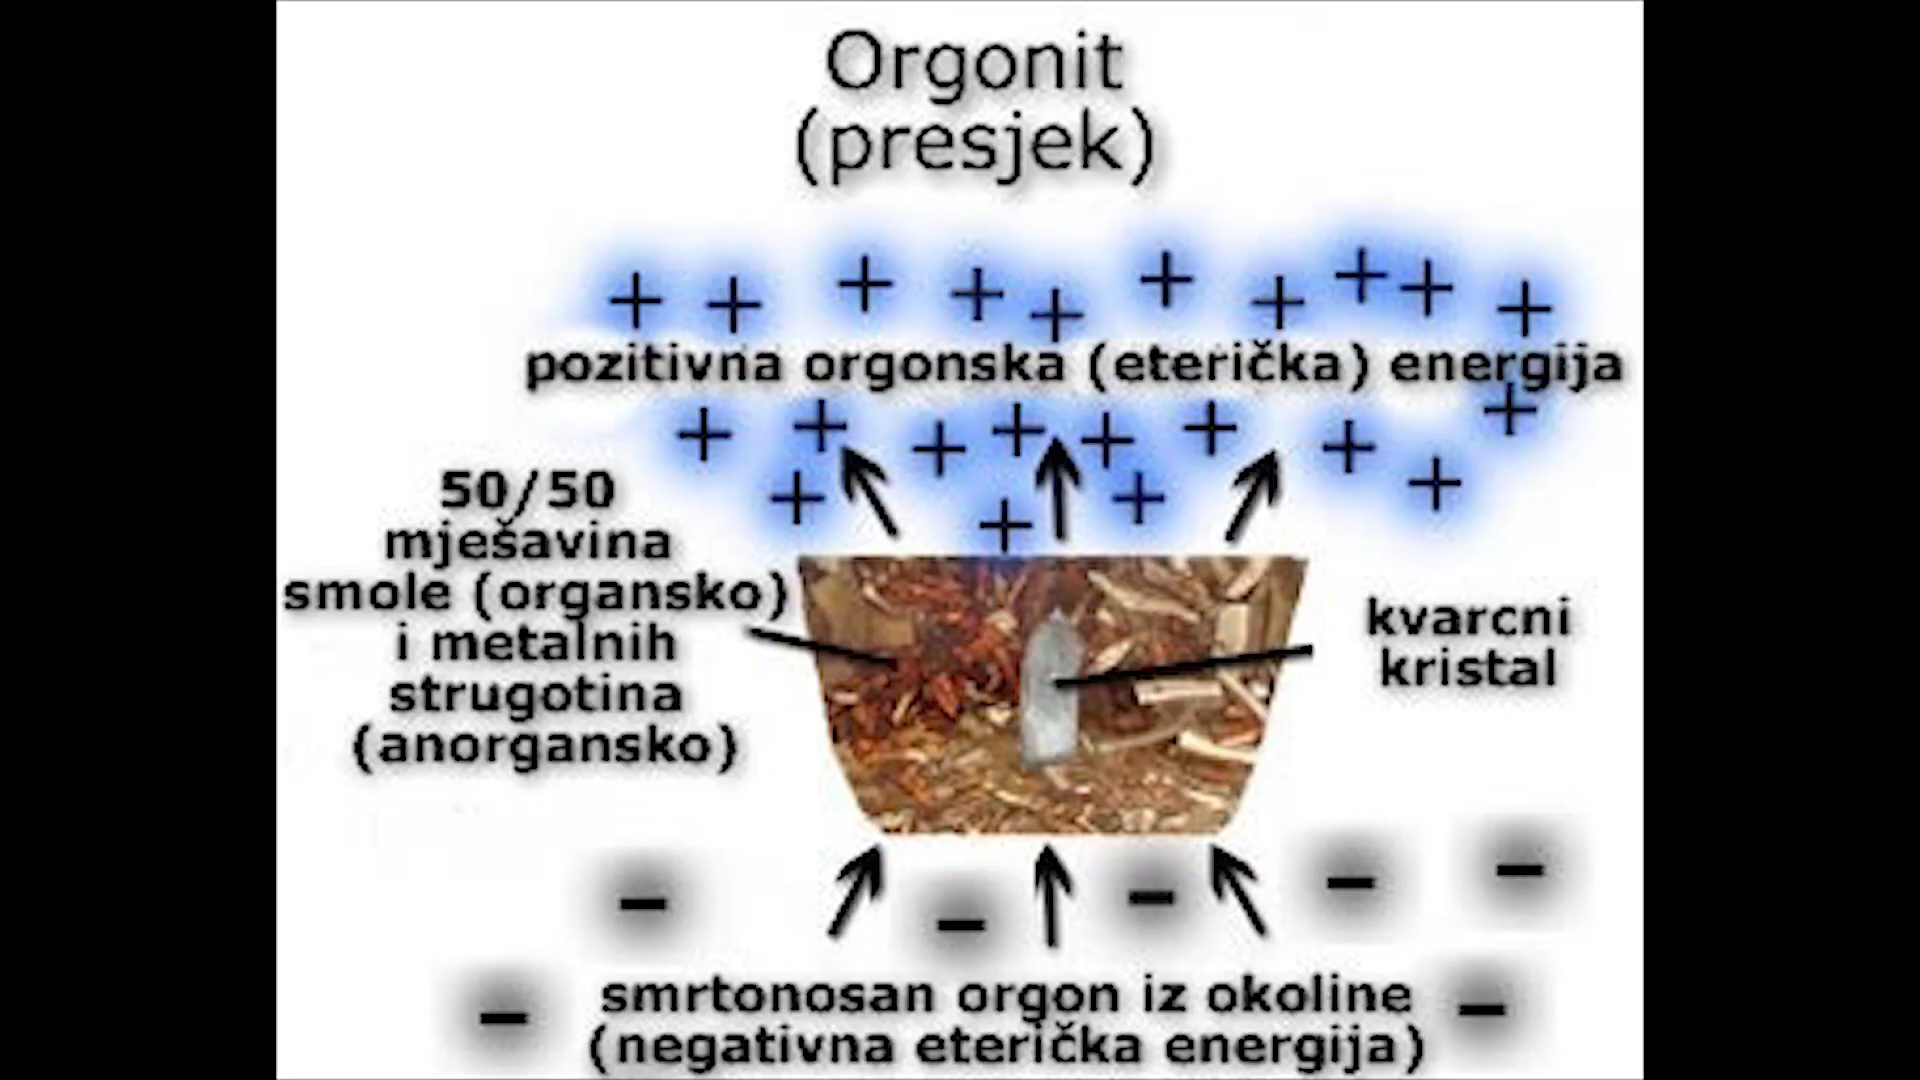 Orgonit
(presjek)
pozitivna orgonska (eterička) energija
50/50
mješavina
smole (organsko)
i metalnih
strugotina
(anorgansko)
kvarcni
kristal
smrtonosan orgon iz okoline
(negativna eterička energija)